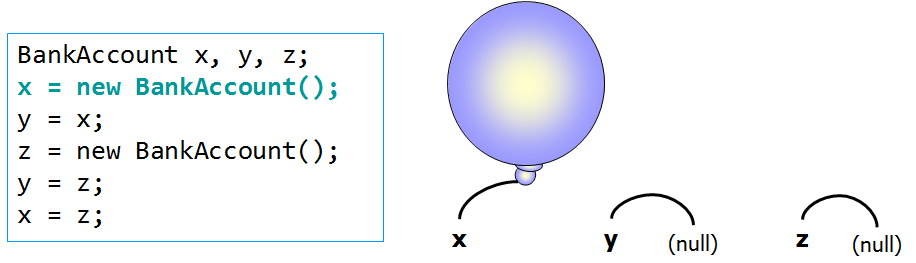 BankAccount x, y, z;
x = new BankAccount();
y = x;
z = new BankAccount();
y = z;
x = z;
x y (null) z (null)